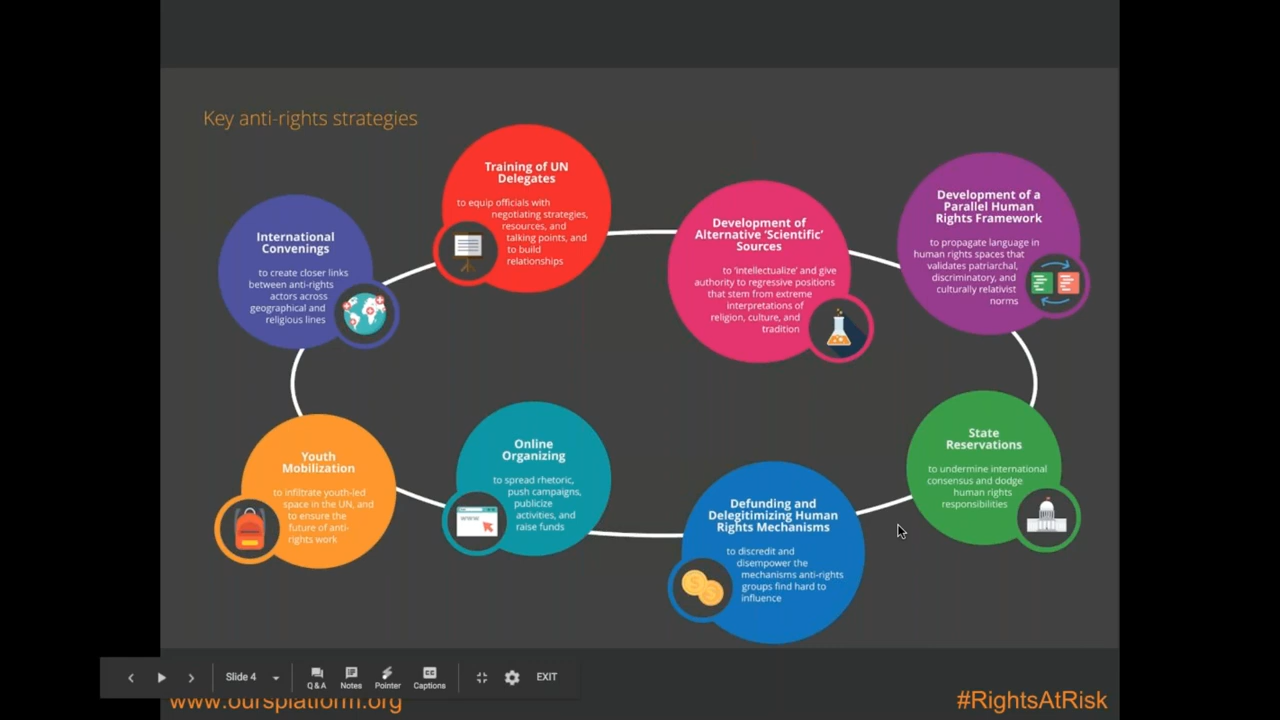 Key anti-rights strategies
International
Convenings
to create closer links
between anti-rights
actors across
geographical and
religious lines
Training of UN
Delegates
to equip officials with
negotiating strategies,
resources, and
talking points, and
to build
relationships
Development of
Alternative ‘Scientific’
Sources
to ‘intellectualize’ and give
authority to regressive positions
that stem from extreme
interpretations of
religion, culture, and
tradition
Development of a
Parallel Human
Rights Framework
to propagate language in
human rights spaces that
validates patriarchal,
discriminatory, and
culturally relativist
norms
Youth
Mobilization
to infiltrate youth-led
space in the UN, and
to ensure the
future of anti-
rights work
Online
Organizing
to spread rhetoric,
push campaigns,
publicize
activities, and
raise funds
www
Defunding and
Delegitimizing Human
Rights Mechanisms
to discredit and
disempower the
mechanisms anti-rights
groups find hard to
influence
S S
State
Reservations
to undermine international
consensus and dodge
human rights
responsibilities
Slide 4
Q & A
Notes
Pointer
CC
Captions
EXIT
www.oursplatform.org
#RightsAtRisk